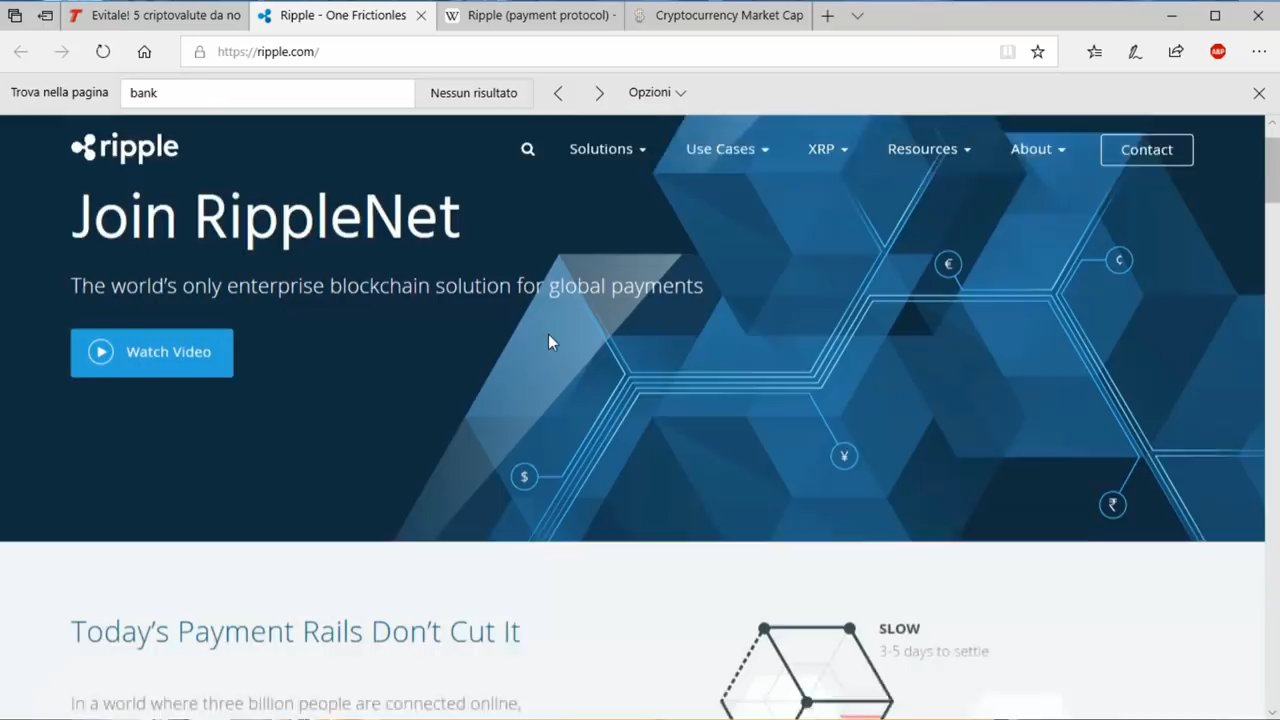 Evitale! 5 criptovalute da no
Ripple - One Frictionles
W Ripple (payment protocol) -
Cryptocurrency Market Cap
https://ripple.com/
ABP
Trova nella pagina
bank
Nessun risultato
Opzioni
ripple
Solutions
Use Cases
XRP
Resources
About
Contact
Join RippleNet
The world's only enterprise blockchain solution for global payments
Watch Video
€
¢
$
¥
₹
Today's Payment Rails Don't Cut It
SLOW
3-5 days to settle
In a world where three billion people are connected online,